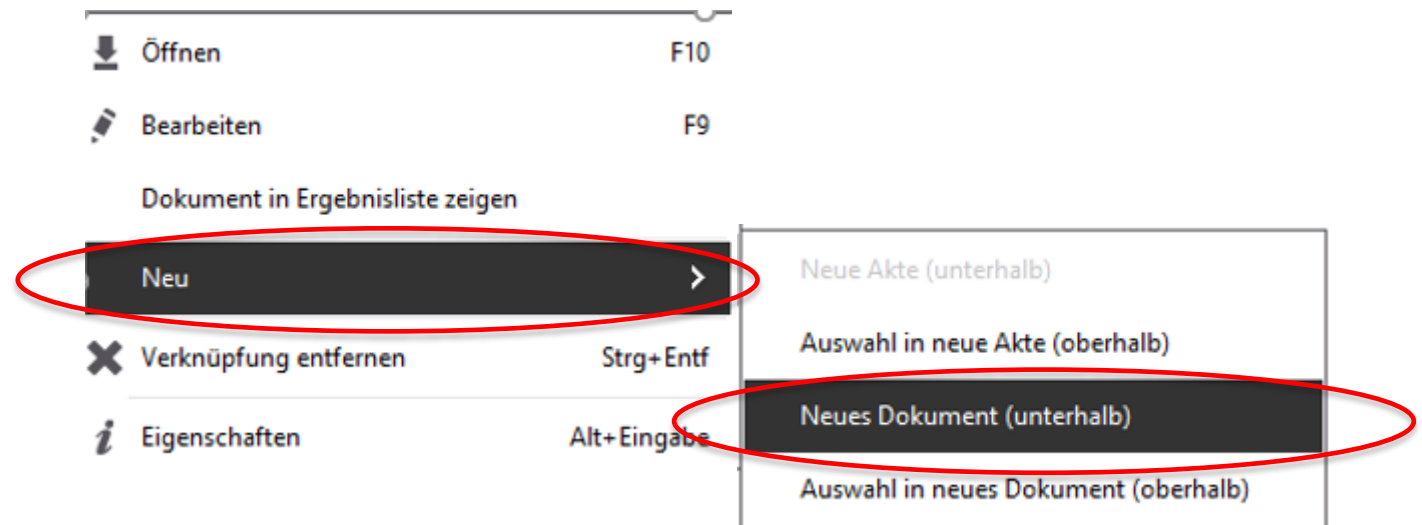 Öffnen F10
Bearbeiten F9
Dokument in Ergebnisliste zeigen
Neu
Verknüpfung entfernen Strg+Entf
Eigenschaften Alt+Eingabe
Neue Akte (unterhalb)
Auswahl in neue Akte (oberhalb)
Neues Dokument (unterhalb)
Auswahl in neues Dokument (oberhalb)